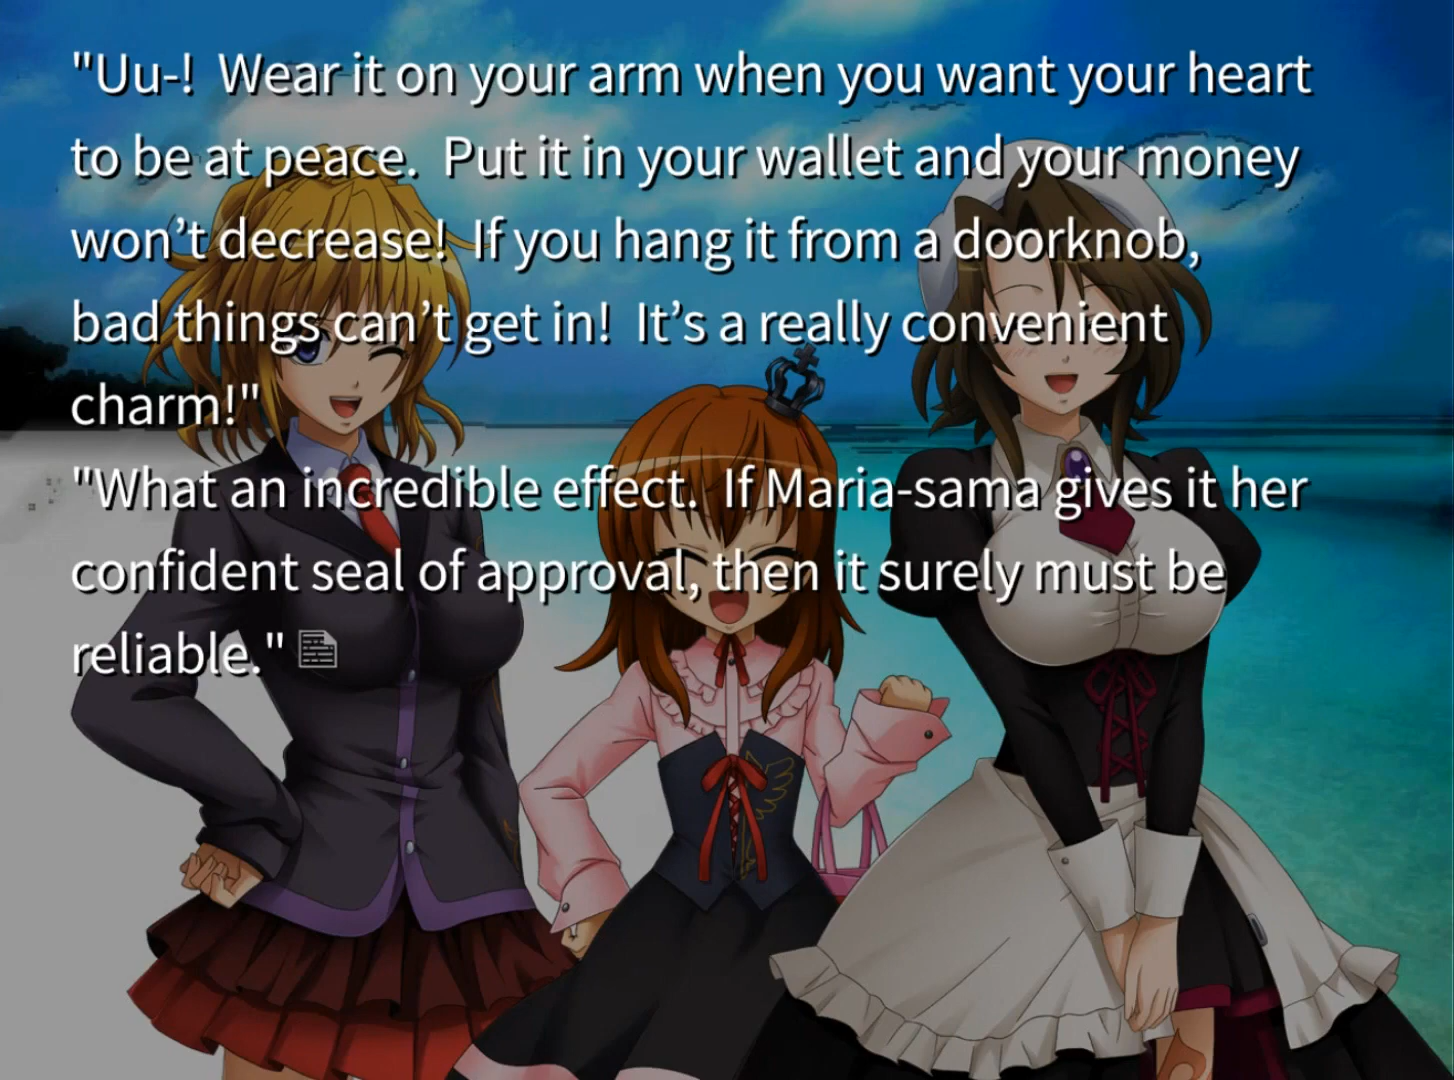 "Uu-!  Wear it on your arm when you want your heart
to be at peace.  Put it in your wallet and your money
won’t decrease!  If you hang it from a doorknob,
bad things can’t get in!  It’s a really convenient
charm!"
"What an incredible effect.  If Maria-sama gives it her
confident seal of approval, then it surely must be
reliable."